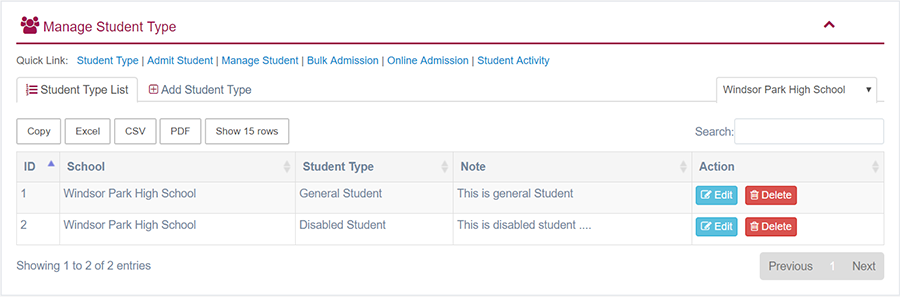 Manage Student Type
Quick Link: Student Type | Admit Student | Manage Student | Bulk Admission | Online Admission | Student Activity
Student Type List Add Student Type Windsor Park High School
Copy Excel CSV PDF Show 15 rows Search:
ID School Student Type Note Action
1 Windsor Park High School General Student This is general Student Edit Delete
2 Windsor Park High School Disabled Student This is disabled student .... Edit Delete
Showing 1 to 2 of 2 entries Previous 1 Next